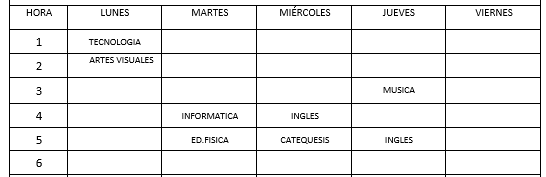 HORA LUNES MARTES MIÉRCOLES JUEVES VIERNES
1 TECNOLOGIA
2 ARTES VISUALES
3 MUSICA
4 INFORMATICA INGLES
5 ED.FISICA CATEQUESIS INGLES
6